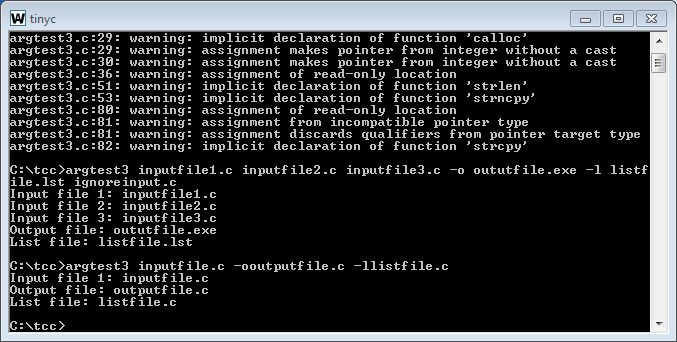 tinyc
argtest3.c:29: warning: implicit declaration of function 'calloc'
argtest3.c:29: warning: assignment makes pointer from integer without a cast
argtest3.c:30: warning: assignment makes pointer from integer without a cast
argtest3.c:36: warning: assignment of read-only location
argtest3.c:51: warning: implicit declaration of function 'strlen'
argtest3.c:53: warning: implicit declaration of function 'strncpy'
argtest3.c:80: warning: assignment of read-only location
argtest3.c:81: warning: assignment from incompatible pointer type
argtest3.c:81: warning: assignment discards qualifiers from pointer target type
argtest3.c:82: warning: implicit declaration of function 'strcpy'
C:\tcc>argtest3 inputfile1.c inputfile2.c inputfile3.c -o oututfile.exe -l listf
ile.lst ignoreinput.c
Input file 1: inputfile1.c
Input file 2: inputfile2.c
Input file 3: inputfile3.c
Output file: oututfile.exe
List file: listfile.lst
C:\tcc>argtest3 inputfile.c -ooutputfile.c -llistfile.c
Input file 1: inputfile.c
Output file: outputfile.c
List file: listfile.c
C:\tcc>